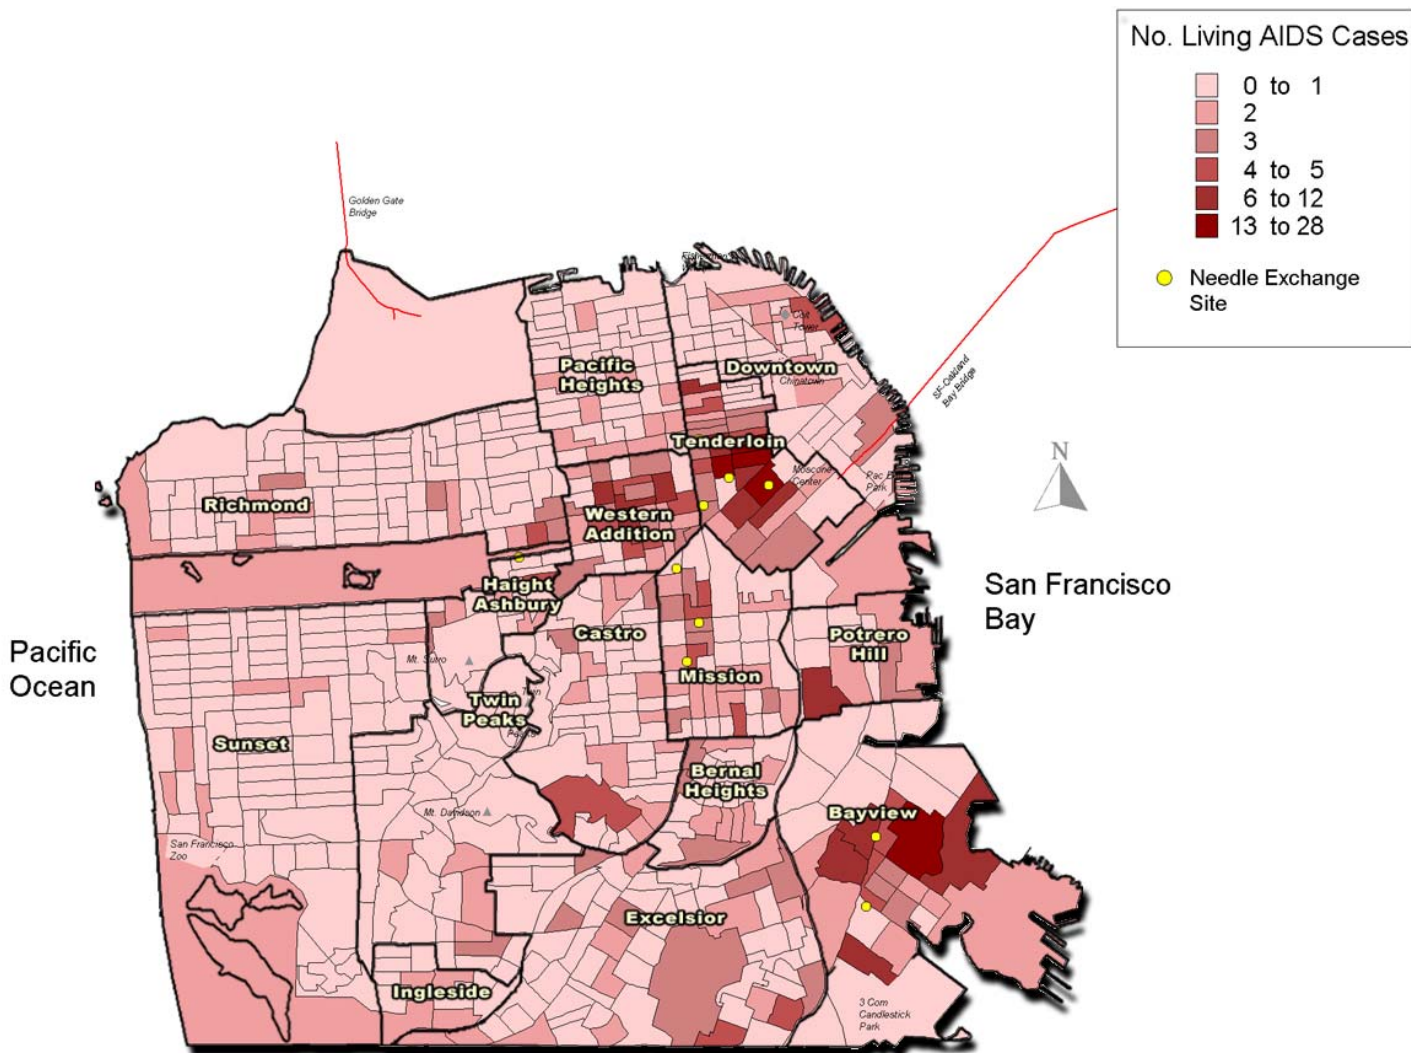 No. Living AIDS Cases
0 to 1
2
3
4 to 5
6 to 12
13 to 28
Needle Exchange
Site
Golden Gate
Bridge
Coit
Tower
Pacific
Heights
Downtown
Chinatown
SF-Oakland
Bay Bridge
Tenderloin
N
Moscone
Center
Pac B
Park
Richmond
Western
Addition
San Francisco
Bay
Haight
Ashbury
Castro
Potrero
Hill
Pacific
Ocean
Mt. Sutro
Mission
Twin
Twin
Peaks
Sunset
Bernal
Heights
Mt. Davidson
Bayview
San Francisco
Zoo
Excelsior
Ingleside
3 Com
Candlestick
Park